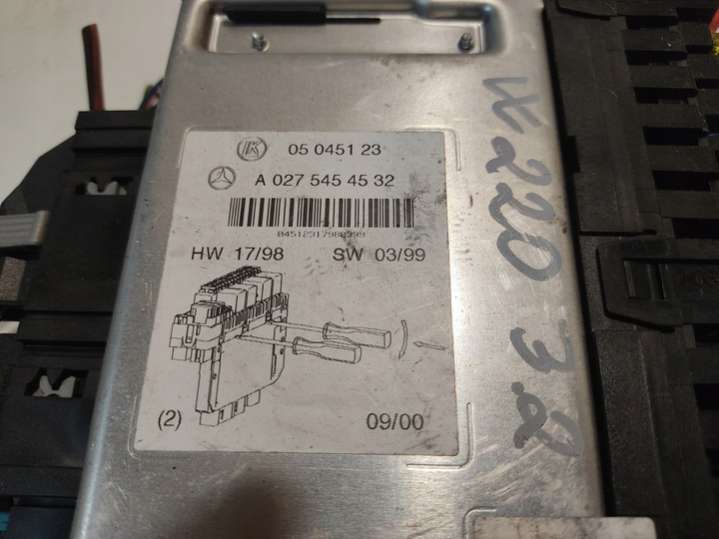 K
05 0451 23
A 027 545 45 32
HW 17/98 SW 03/99
(2) 09/00
W220 3.2